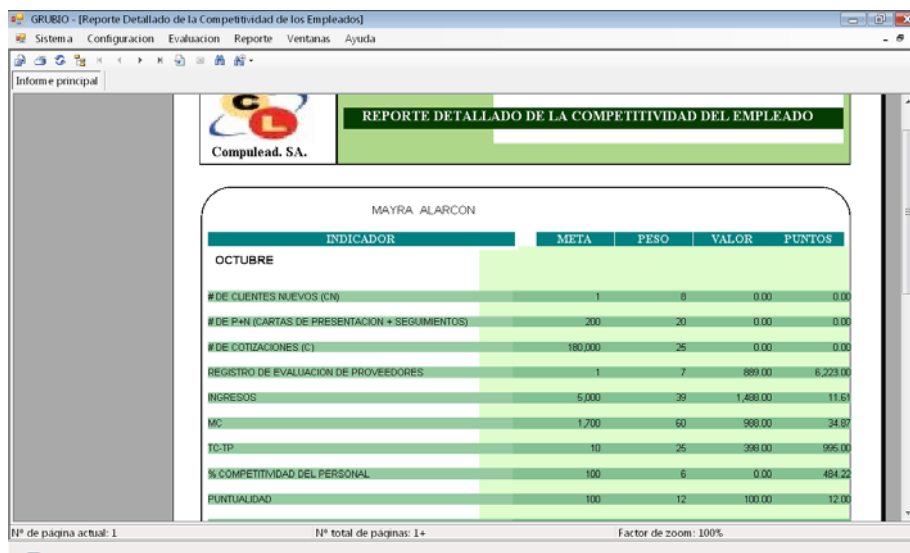 GRUBIO - [Reporte Detallado de la Competitividad de los Empleados]
Sistema Configuracion Evaluacion Reporte Ventanas Ayuda
Informe principal
CL
Compulead. SA.
REPORTE DETALLADO DE LA COMPETITIVIDAD DEL EMPLEADO
MAYRA ALARCON
INDICADOR META PESO VALOR PUNTOS
OCTUBRE
# DE CLIENTES NUEVOS (CN) 1 8 0.00 0.00
# DE P+N (CARTAS DE PRESENTACION + SEGUIMIENTOS) 200 20 0.00 0.00
# DE COTIZACIONES (C) 180,000 25 0.00 0.00
REGISTRO DE EVALUACION DE PROVEEDORES 1 7 889.00 6,223.00
INGRESOS 5,000 39 1,488.00 11.61
MC 1,700 60 988.00 34.87
TC-TP 10 25 398.00 995.00
% COMPETITIVIDAD DEL PERSONAL 100 6 0.00 484.22
PUNTUALIDAD 100 12 100.00 12.00
Nº de página actual: 1 Nº total de páginas: 1+ Factor de zoom: 100%